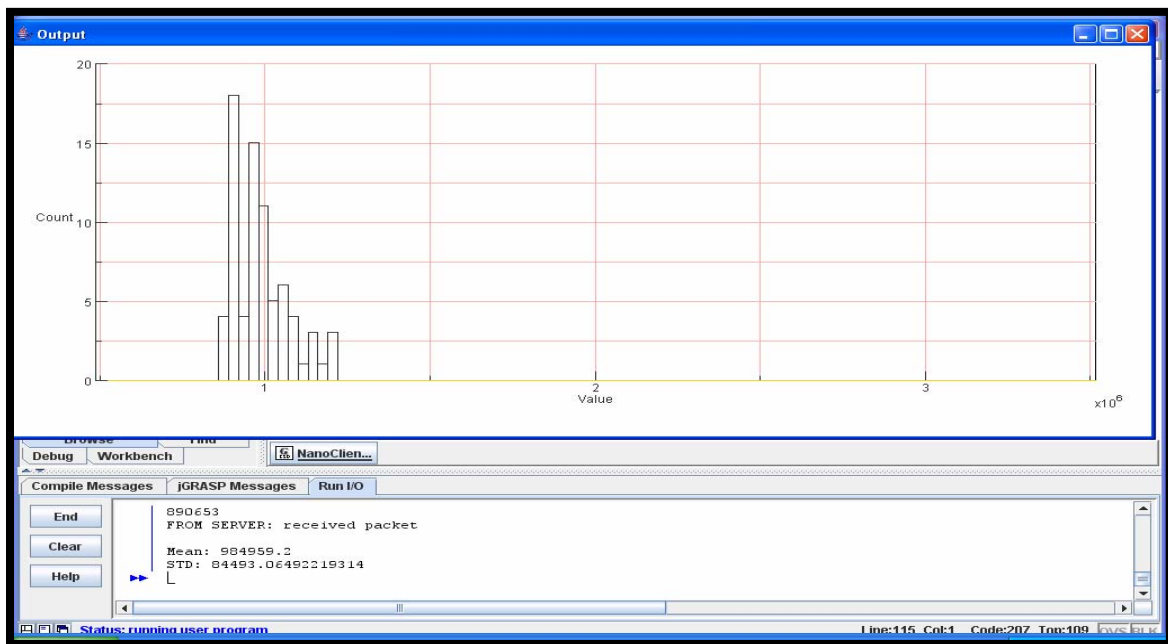 Output
20
15
Count 10
5
0
1 2 3
Value
x10^6
Browse Find
Debug Workbench
NanoClien...
Compile Messages jGRASP Messages Run I/O
End
Clear
Help
890653
FROM SERVER: received packet
Mean: 984959.2
STD: 84493.06492219314
Status: running user program
Line:115 Col:1 Code:207 Top:109 OVS BLK